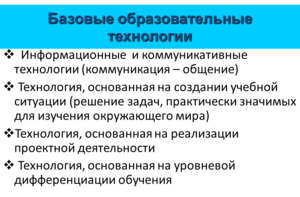 Базовые образовательные
технологии
❖ Информационные и коммуникативные
технологии (коммуникация – общение)
❖ Технология, основанная на создании учебной
ситуации (решение задач, практически значимых
для изучения окружающего мира)
❖Технология, основанная на реализации
проектной деятельности
❖ Технология, основанная на уровневой
дифференциации обучения